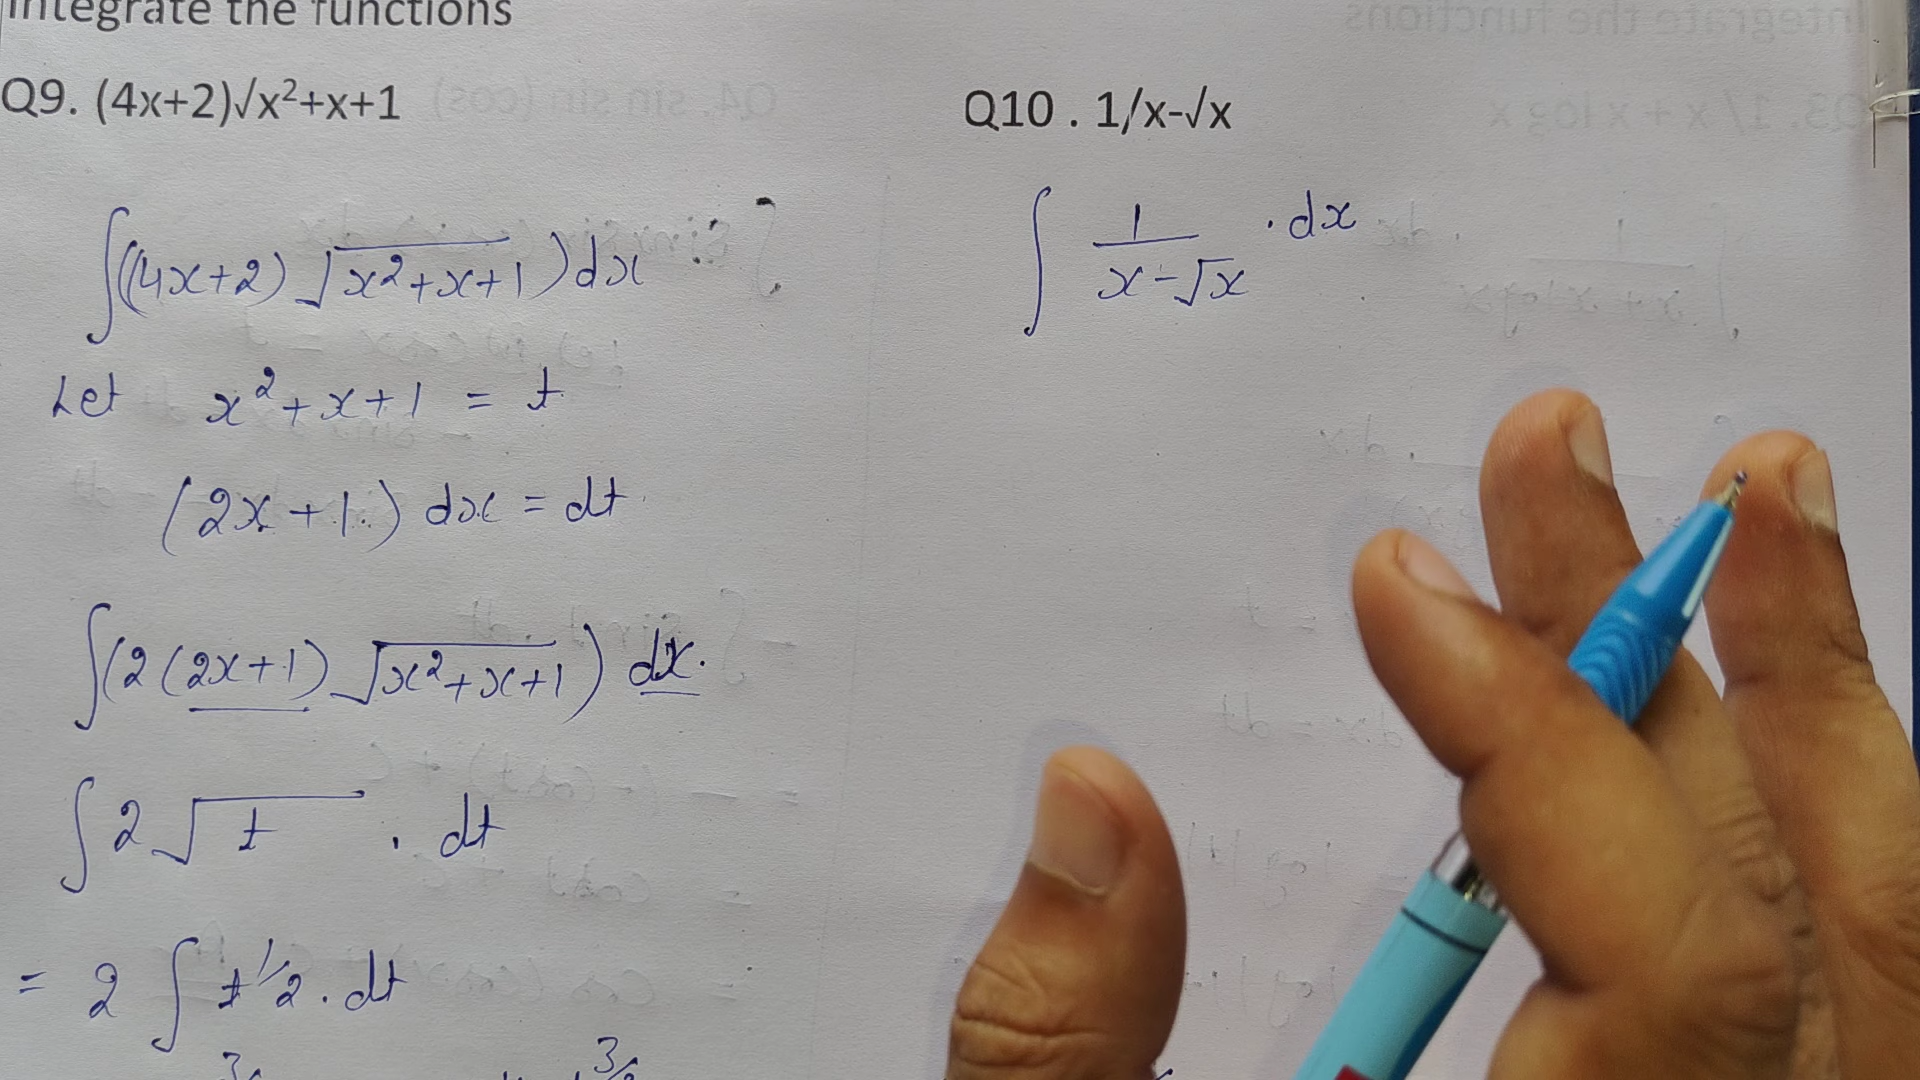 Integrate the functions
Q9. (4x+2)√x²+x+1
∫((4x+2) √x²+x+1) dx
Let x²+x+1 = t
(2x+1) dx = dt
∫(2(2x+1) √x²+x+1) dx.
∫2√t . dt
= 2 ∫ t^1/2 . dt
Q10 . 1/x-√x
∫ 1/x-√x . dx